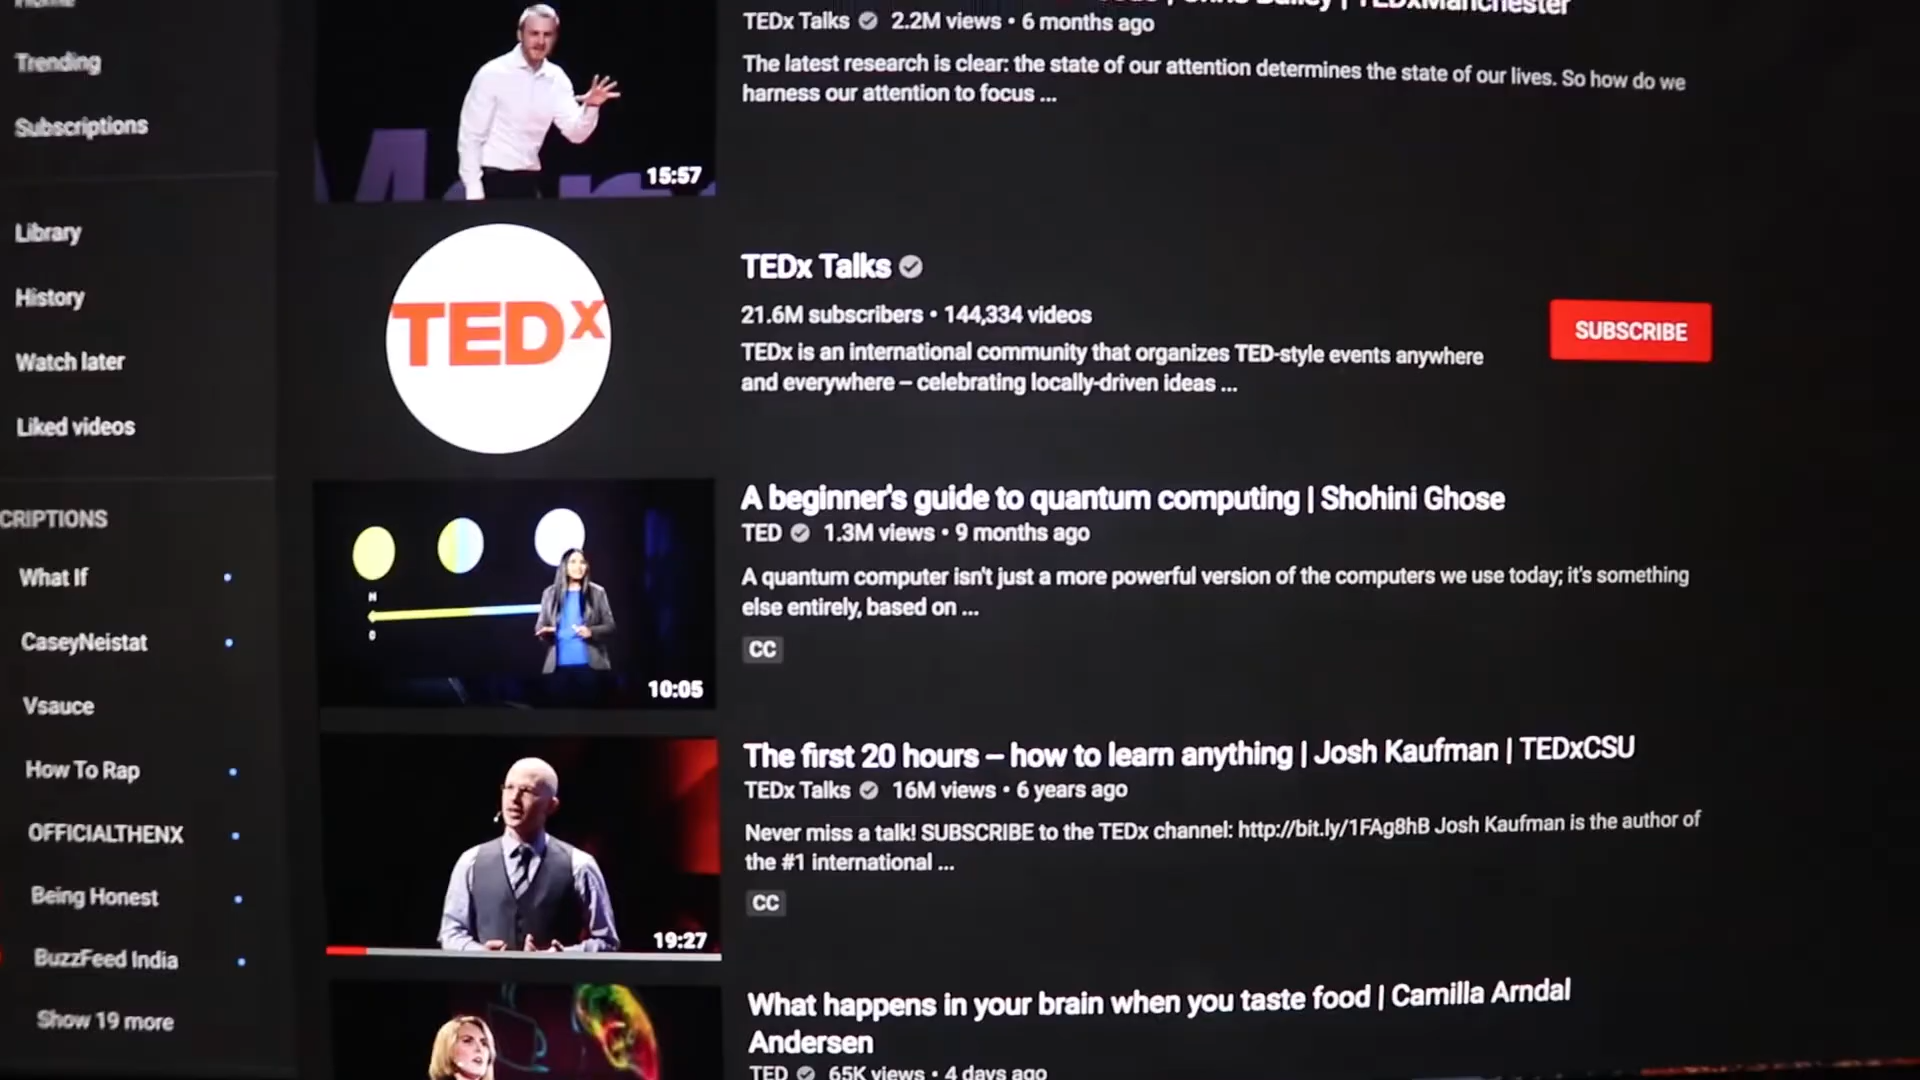 Home
Trending
Subscriptions
Library
History
Watch later
Liked videos
CRIPTIONS
What If
CaseyNeistat
Vsauce
How To Rap
OFFICIALTHENX
Being Honest
BuzzFeed India
Show 19 more
15:57
| Chris Bailey | TEDxManchester
TEDx Talks 2.2M views • 6 months ago
The latest research is clear: the state of our attention determines the state of our lives. So how do we
harness our attention to focus ...
TEDx
TEDx Talks
21.6M subscribers • 144,334 videos
TEDx is an international community that organizes TED-style events anywhere
and everywhere – celebrating locally-driven ideas ...
SUBSCRIBE
10:05
A beginner's guide to quantum computing | Shohini Ghose
TED 1.3M views • 9 months ago
A quantum computer isn't just a more powerful version of the computers we use today; it's something
else entirely, based on ...
CC
19:27
The first 20 hours – how to learn anything | Josh Kaufman | TEDxCSU
TEDx Talks 16M views • 6 years ago
Never miss a talk! SUBSCRIBE to the TEDx channel: http://bit.ly/1FAg8hB Josh Kaufman is the author of
the #1 international ...
CC
What happens in your brain when you taste food | Camilla Arndal
Andersen
TED 65K views • 4 days ago